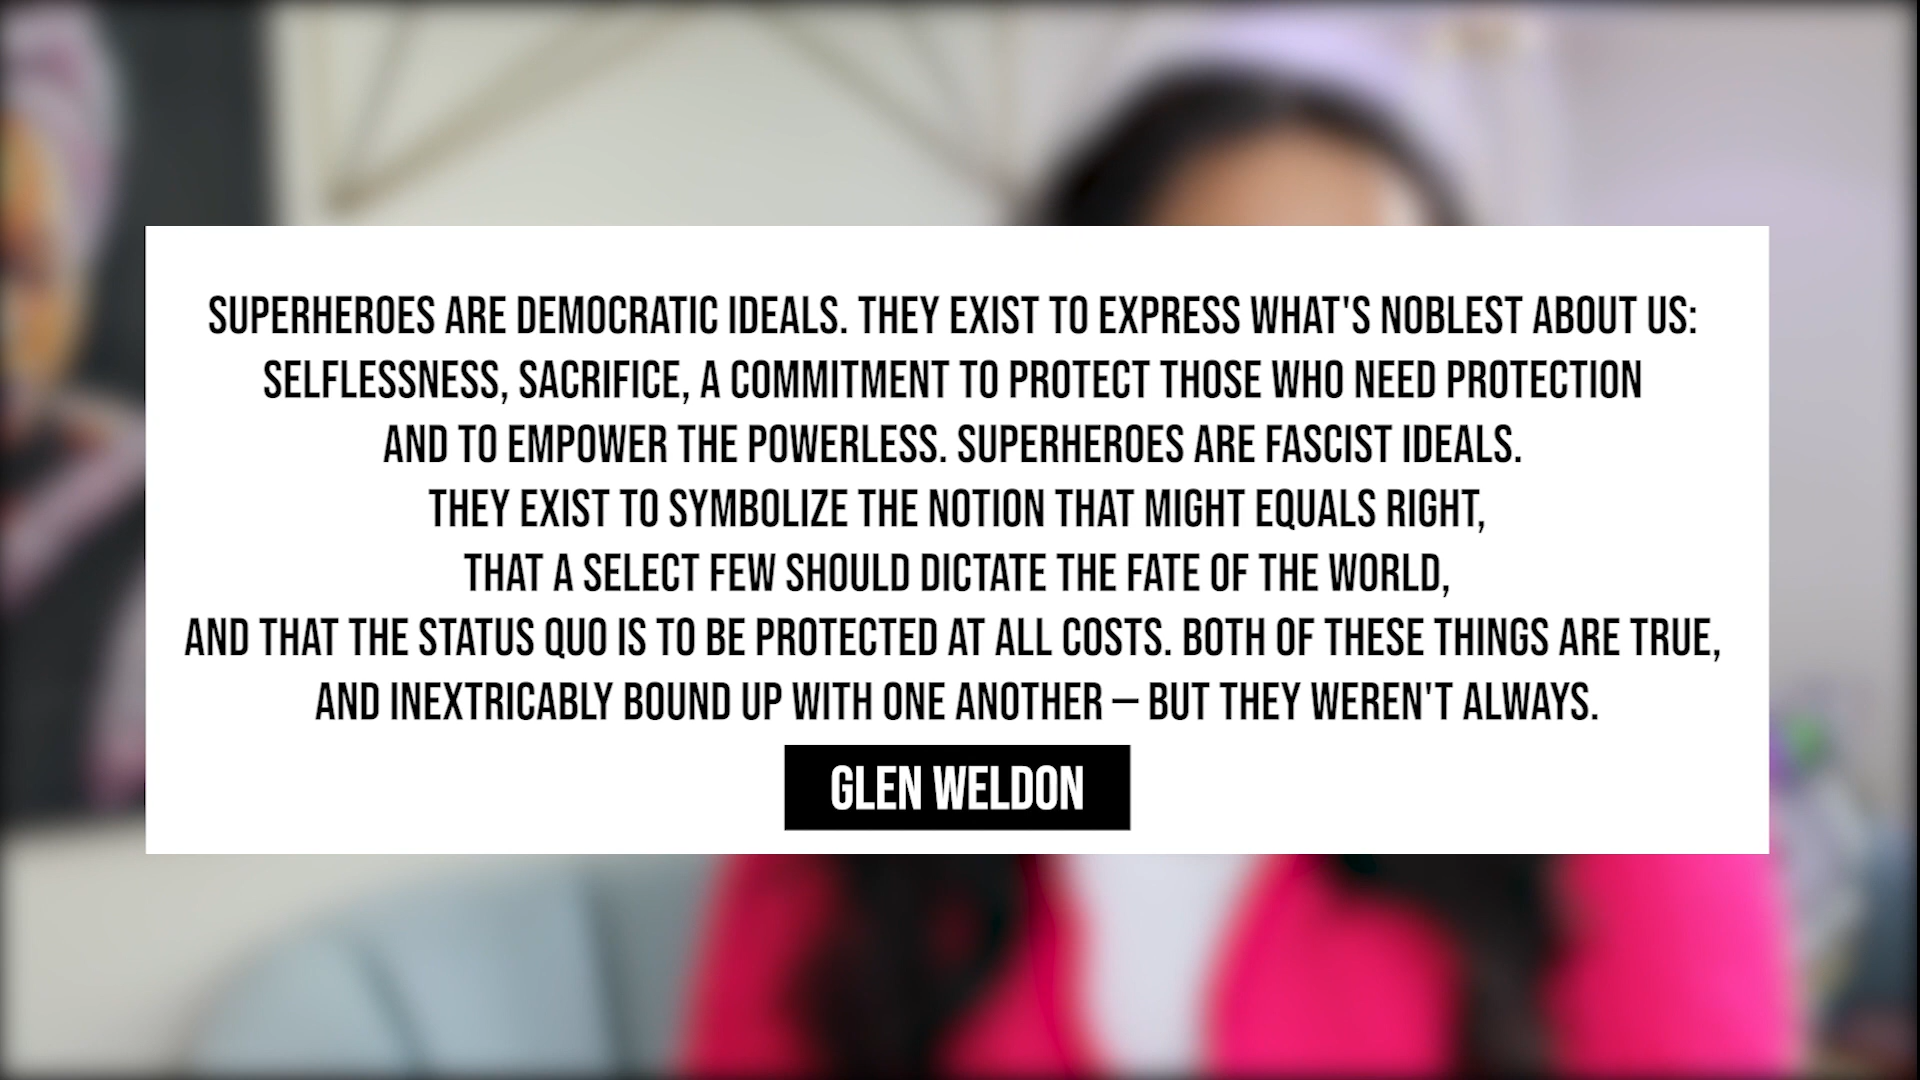 SUPERHEROES ARE DEMOCRATIC IDEALS. THEY EXIST TO EXPRESS WHAT'S NOBLEST ABOUT US:
SELFLESSNESS, SACRIFICE, A COMMITMENT TO PROTECT THOSE WHO NEED PROTECTION
AND TO EMPOWER THE POWERLESS. SUPERHEROES ARE FASCIST IDEALS.
THEY EXIST TO SYMBOLIZE THE NOTION THAT MIGHT EQUALS RIGHT,
THAT A SELECT FEW SHOULD DICTATE THE FATE OF THE WORLD,
AND THAT THE STATUS QUO IS TO BE PROTECTED AT ALL COSTS. BOTH OF THESE THINGS ARE TRUE,
AND INEXTRICABLY BOUND UP WITH ONE ANOTHER – BUT THEY WEREN'T ALWAYS.
GLEN WELDON